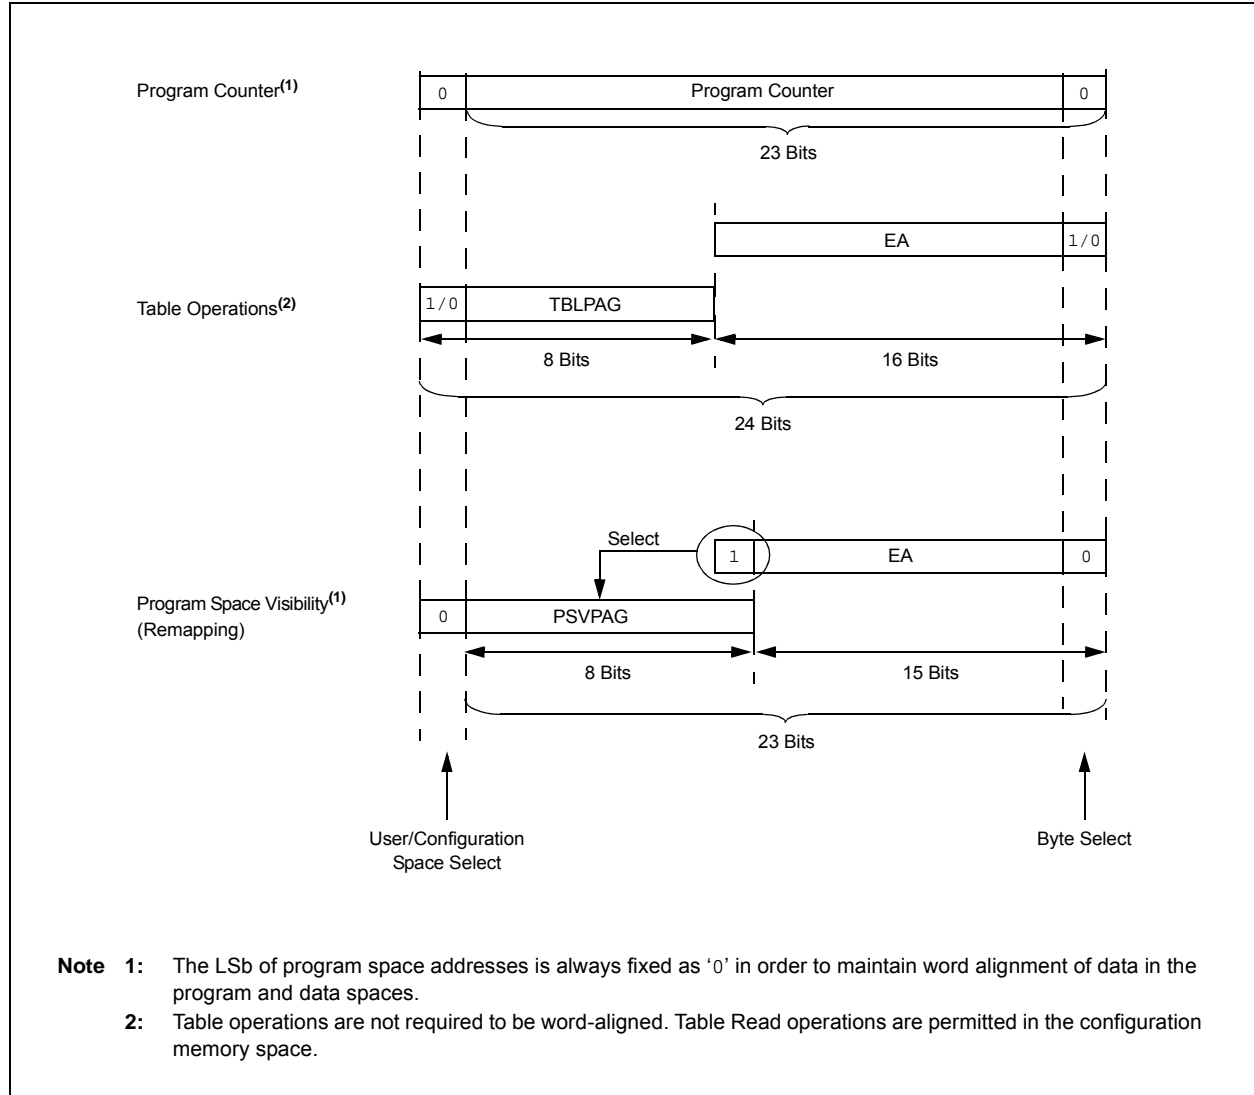 Program Counter(1)
0
Program Counter
0
23 Bits
EA
1/0
Table Operations(2)
1/0
TBLPAG
8 Bits
16 Bits
24 Bits
Select
1
EA
0
Program Space Visibility(1)
(Remapping)
0
PSVPAG
8 Bits
15 Bits
23 Bits
User/Configuration
Space Select
Byte Select
Note 1: The LSb of program space addresses is always fixed as ‘0’ in order to maintain word alignment of data in the
program and data spaces.
2: Table operations are not required to be word-aligned. Table Read operations are permitted in the configuration
memory space.